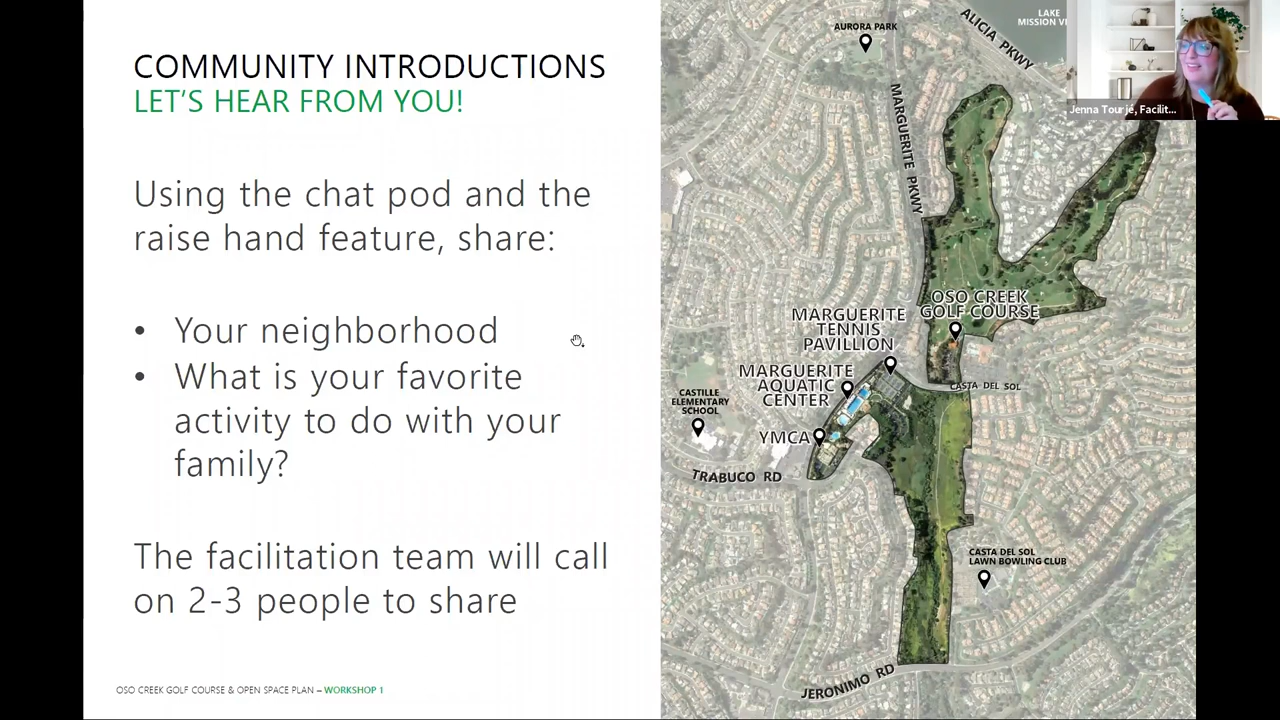 COMMUNITY INTRODUCTIONS
LET'S HEAR FROM YOU!
Using the chat pod and the
raise hand feature, share:
• Your neighborhood
• What is your favorite
activity to do with your
family?
The facilitation team will call
on 2-3 people to share
OSO CREEK GOLF COURSE & OPEN SPACE PLAN – WORKSHOP 1
LAKE
MISSION
AURORA PARK
ALICIA PKWY
MARGUERITE PKWY
OSO CREEK
GOLF COURSE
MARGUERITE
TENNIS
PAVILLION
MARGUERITE
AQUATIC
CENTER
CASTA DEL SOL
CASTILLE
ELEMENTARY
SCHOOL
YMCA
TRABUCO RD
CASTA DEL SOL
LAWN BOWLING CLUB
JERONIMO RD
Jenna Tourjé, Facilit...